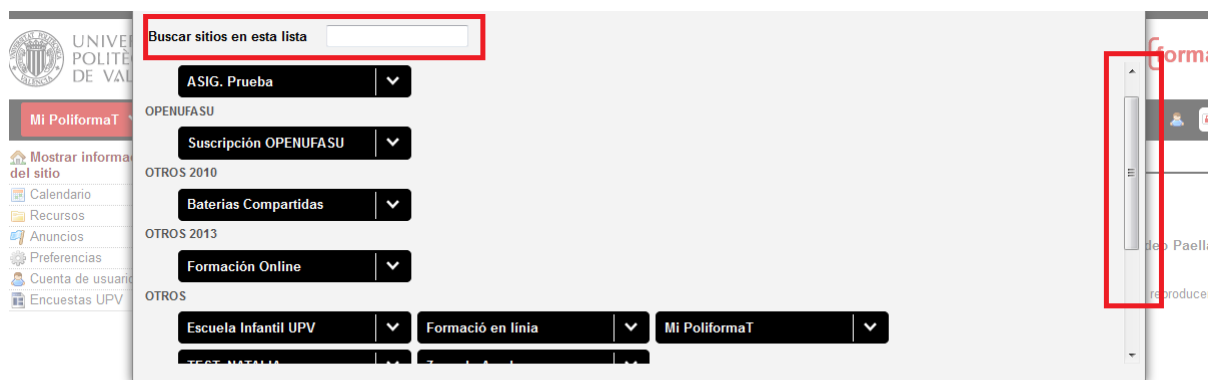 Buscar sitios en esta lista
UNIVE
POLITÈ
DE VAL
forma
ASIG. Prueba
Mi PoliformaT
OPENUFASU
Suscripción OPENUFASU
Mostrar informa
del sitio
OTROS 2010
Calendario
Baterias Compartidas
Recursos
Anuncios
OTROS 2013
Preferencias
Formación Online
Cuenta de usuario
Encuestas UPV
OTROS
deo Paella
reproducen
Escuela Infantil UPV
Formació en línia
Mi PoliformaT